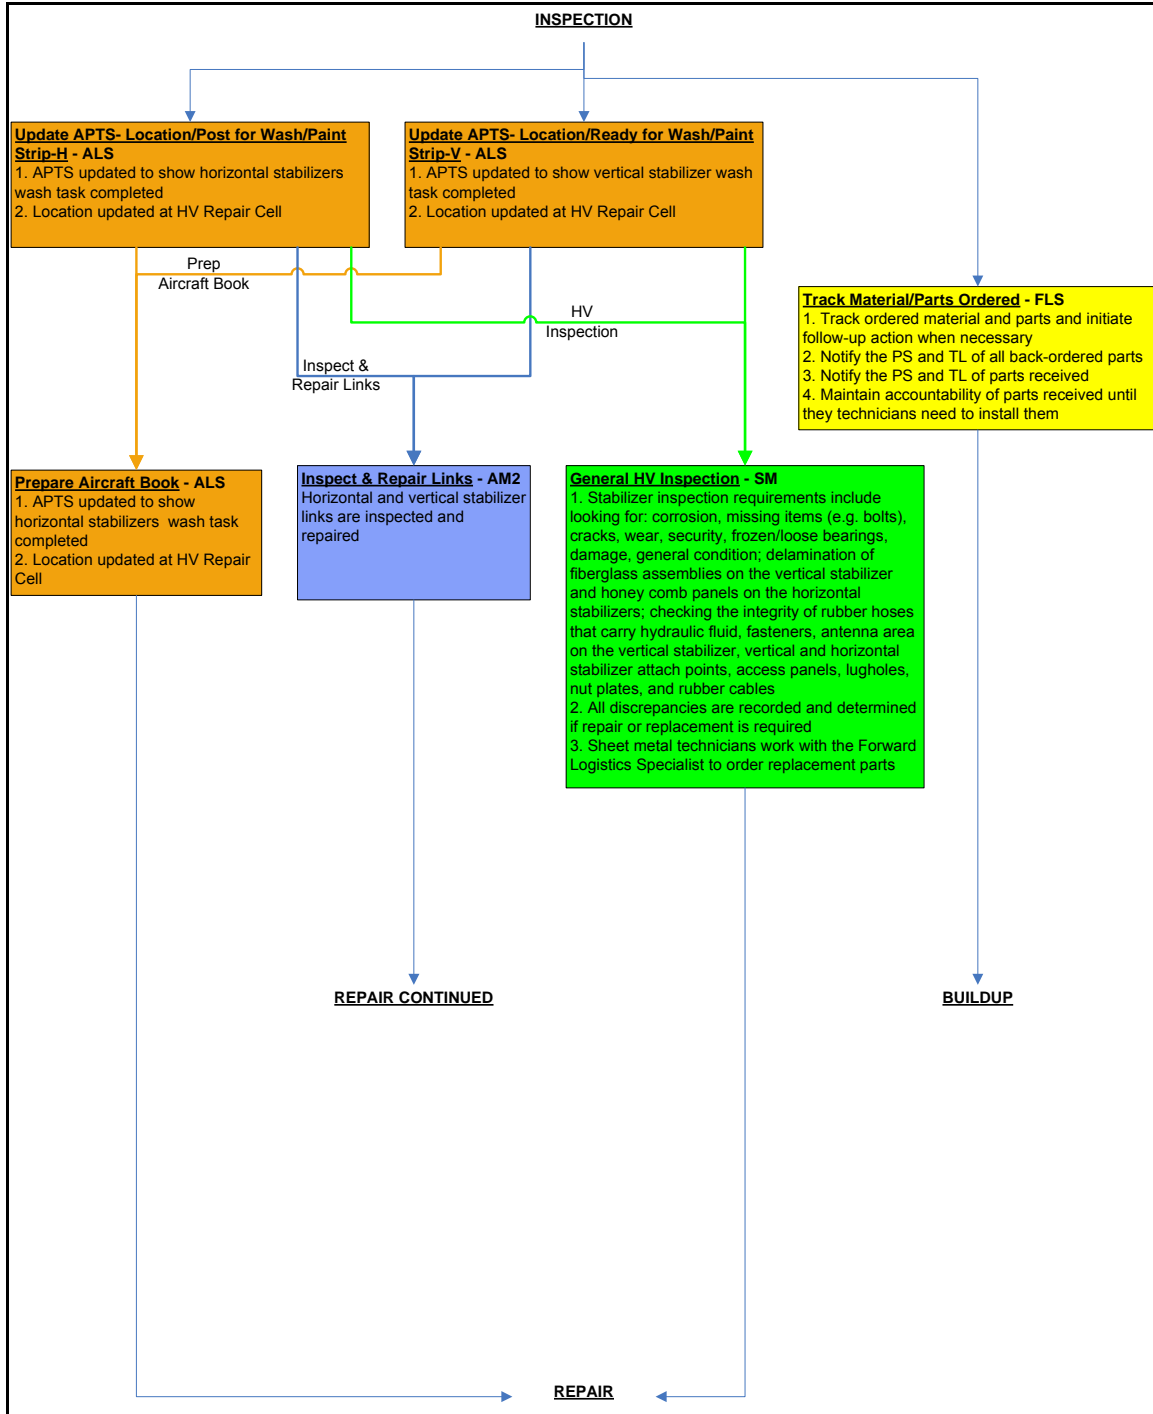 INSPECTION
Update APTS- Location/Post for Wash/Paint
Strip-H - ALS
1. APTS updated to show horizontal stabilizers
wash task completed
2. Location updated at HV Repair Cell
Update APTS- Location/Ready for Wash/Paint
Strip-V - ALS
1. APTS updated to show vertical stabilizer wash
task completed
2. Location updated at HV Repair Cell
Prep
Aircraft Book
HV
Inspection
Inspect &
Repair Links
Track Material/Parts Ordered - FLS
1. Track ordered material and parts and initiate
follow-up action when necessary
2. Notify the PS and TL of all back-ordered parts
3. Notify the PS and TL of parts received
4. Maintain accountability of parts received until
they technicians need to install them
Prepare Aircraft Book - ALS
1. APTS updated to show
horizontal stabilizers wash task
completed
2. Location updated at HV Repair
Cell
Inspect & Repair Links - AM2
Horizontal and vertical stabilizer
links are inspected and
repaired
General HV Inspection - SM
1. Stabilizer inspection requirements include
looking for: corrosion, missing items (e.g. bolts),
cracks, wear, security, frozen/loose bearings,
damage, general condition; delamination of
fiberglass assemblies on the vertical stabilizer
and honey comb panels on the horizontal
stabilizers; checking the integrity of rubber hoses
that carry hydraulic fluid, fasteners, antenna area
on the vertical stabilizer, vertical and horizontal
stabilizer attach points, access panels, lugholes,
nut plates, and rubber cables
2. All discrepancies are recorded and determined
if repair or replacement is required
3. Sheet metal technicians work with the Forward
Logistics Specialist to order replacement parts
REPAIR CONTINUED
BUILDUP
REPAIR